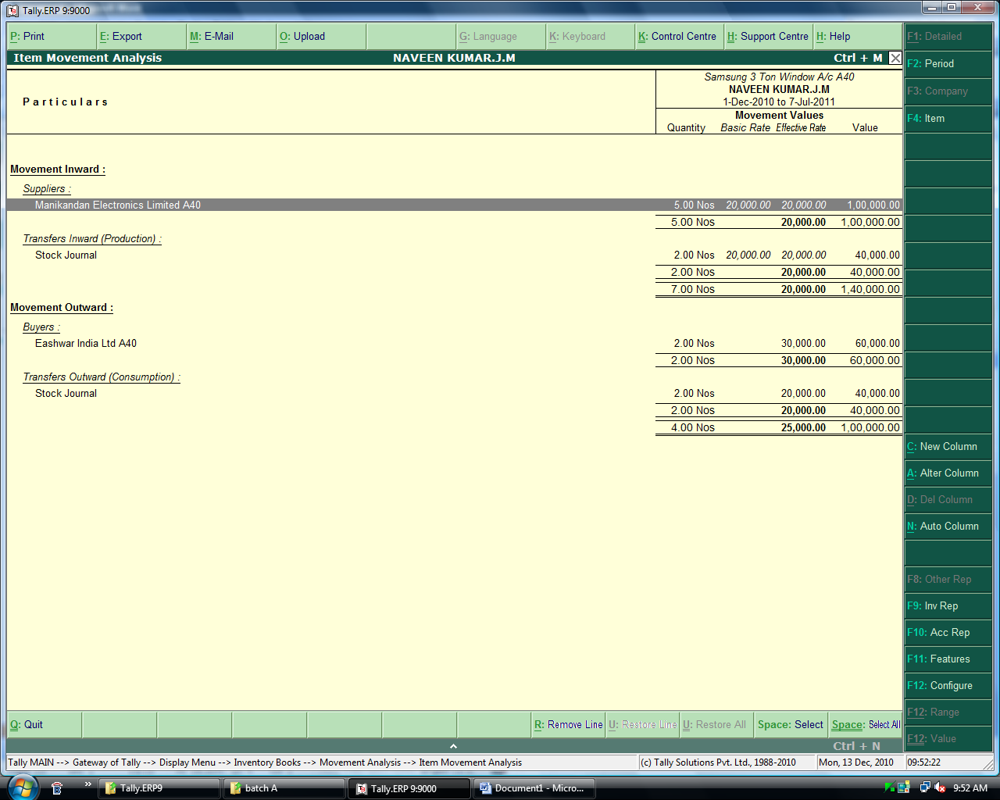 Tally.ERP 9:9000
P: Print E: Export M: E-Mail O: Upload G: Language K: Keyboard K: Control Centre H: Support Centre H: Help
Item Movement Analysis NAVEEN KUMAR.J.M Ctrl + M
Particulars
Samsung 3 Ton Window A/c A40
NAVEEN KUMAR.J.M
1-Dec-2010 to 7-Jul-2011
Movement Values
Quantity Basic Rate Effective Rate Value
Movement Inward :
Suppliers :
Manikandan Electronics Limited A40 5.00 Nos 20,000.00 20,000.00 1,00,000.00
5.00 Nos 20,000.00 1,00,000.00
Transfers Inward (Production) :
Stock Journal 2.00 Nos 20,000.00 20,000.00 40,000.00
2.00 Nos 20,000.00 40,000.00
7.00 Nos 20,000.00 1,40,000.00
Movement Outward :
Buyers :
Eashwar India Ltd A40 2.00 Nos 30,000.00 60,000.00
2.00 Nos 30,000.00 60,000.00
Transfers Outward (Consumption) :
Stock Journal 2.00 Nos 20,000.00 40,000.00
2.00 Nos 20,000.00 40,000.00
4.00 Nos 25,000.00 1,00,000.00
F1: Detailed
F2: Period
F3: Company
F4: Item
C: New Column
A: Alter Column
D: Del Column
N: Auto Column
F8: Other Rep
F9: Inv Rep
F10: Acc Rep
F11: Features
F12: Configure
F12: Range
F12: Value
Q: Quit R: Remove Line U: Restore Line U: Restore All Space: Select Space: Select All
Ctrl + N
Tally MAIN --> Gateway of Tally --> Display Menu --> Inventory Books --> Movement Analysis --> Item Movement Analysis (c) Tally Solutions Pvt. Ltd., 1988-2010 Mon, 13 Dec, 2010 09:52:22
Tally.ERP9 batch A Tally.ERP 9:9000 Document1 - Micro... 9:52 AM